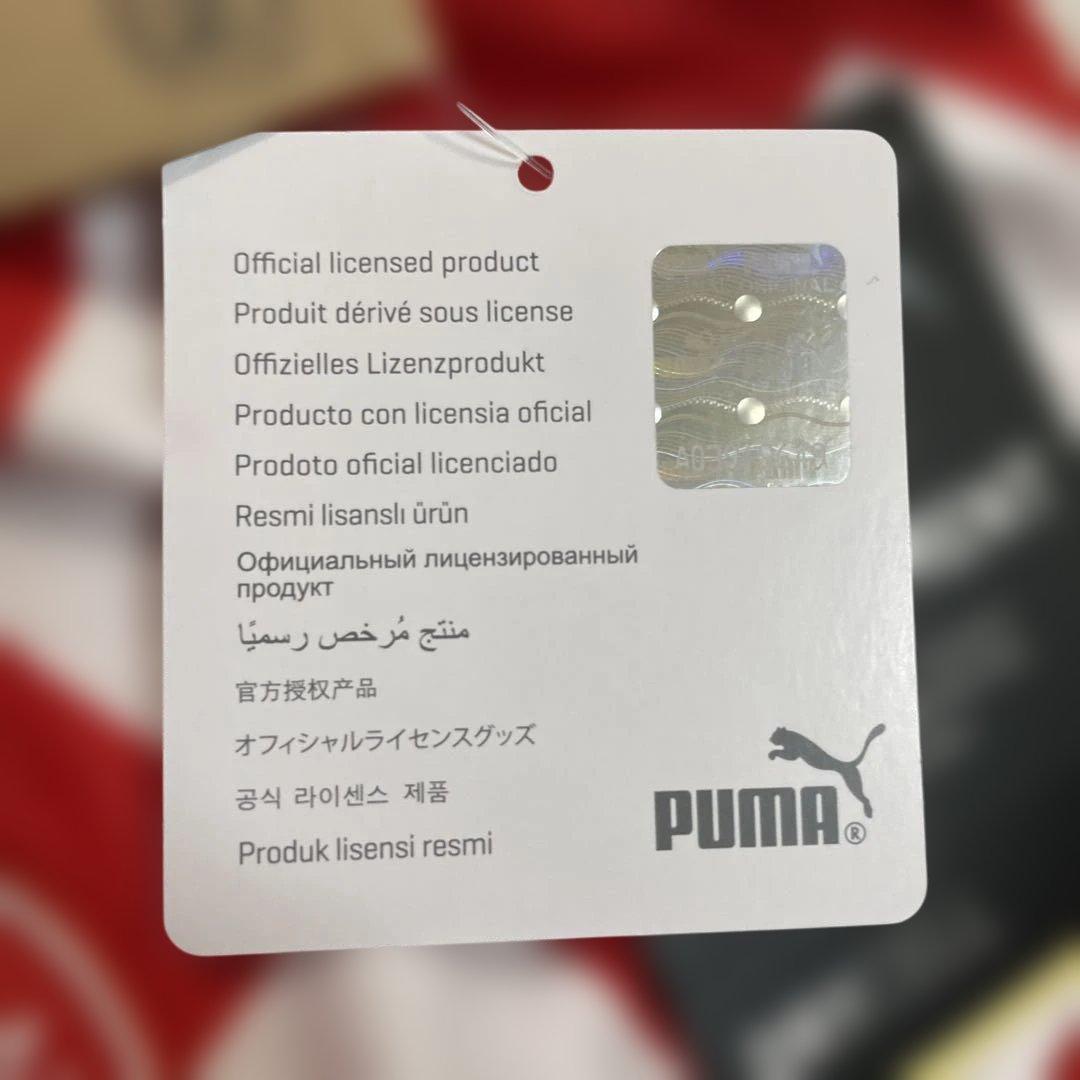 Official licensed product
Produit dérivé sous license
Offizielles Lizenzprodukt
Producto con licensia oficial
Prodoto oficial licenciado
Resmi lisanslı ürün
Официальный лицензированный
продукт
منتج مُرخص رسميًا
官方授权产品
オフィシャルライセンスグッズ
공식 라이센스 제품
Produk lisensi resmi
PUMA®